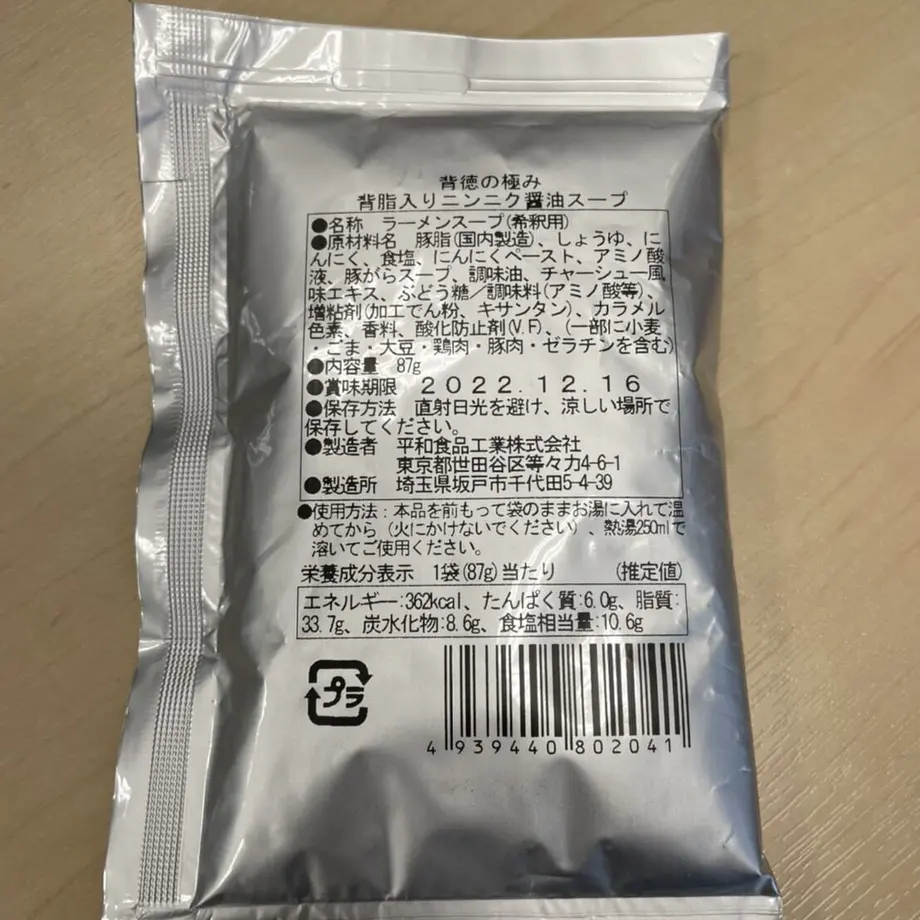 背徳の極み
背脂入りニンニク醤油スープ
●名称 ラーメンスープ(希釈用)
●原材料名 豚脂(国内製造)、しょうゆ、に
んにく、食塩、にんにくペースト、アミノ酸
液、豚がらスープ、調味油、チャーシュー風
味エキス、ぶどう糖／調味料(アミノ酸等)、
増粘剤(加工でん粉、キサンタン)、カラメル
色素、香料、酸化防止剤(V.F)、(一部に小麦
・ごま・大豆・鶏肉・豚肉・ゼラチンを含む)
●内容量 87g
●賞味期限 2022.12.16
●保存方法 直射日光を避け、涼しい場所で
保存してください。
●製造者 平和食品工業株式会社
東京都世田谷区等々力4-6-1
●製造所 埼玉県坂戸市千代田5-4-39
●使用方法：本品を前もって袋のままお湯に入れて温
めてから（火にかけないでください）、熱湯250mlで
溶いてご使用ください。
栄養成分表示 1袋(87g)当たり (推定値)
エネルギー:362kcal、たんぱく質:6.0g、脂質:
33.7g、炭水化物:8.6g、食塩相当量:10.6g
プラ
4 939440 802041